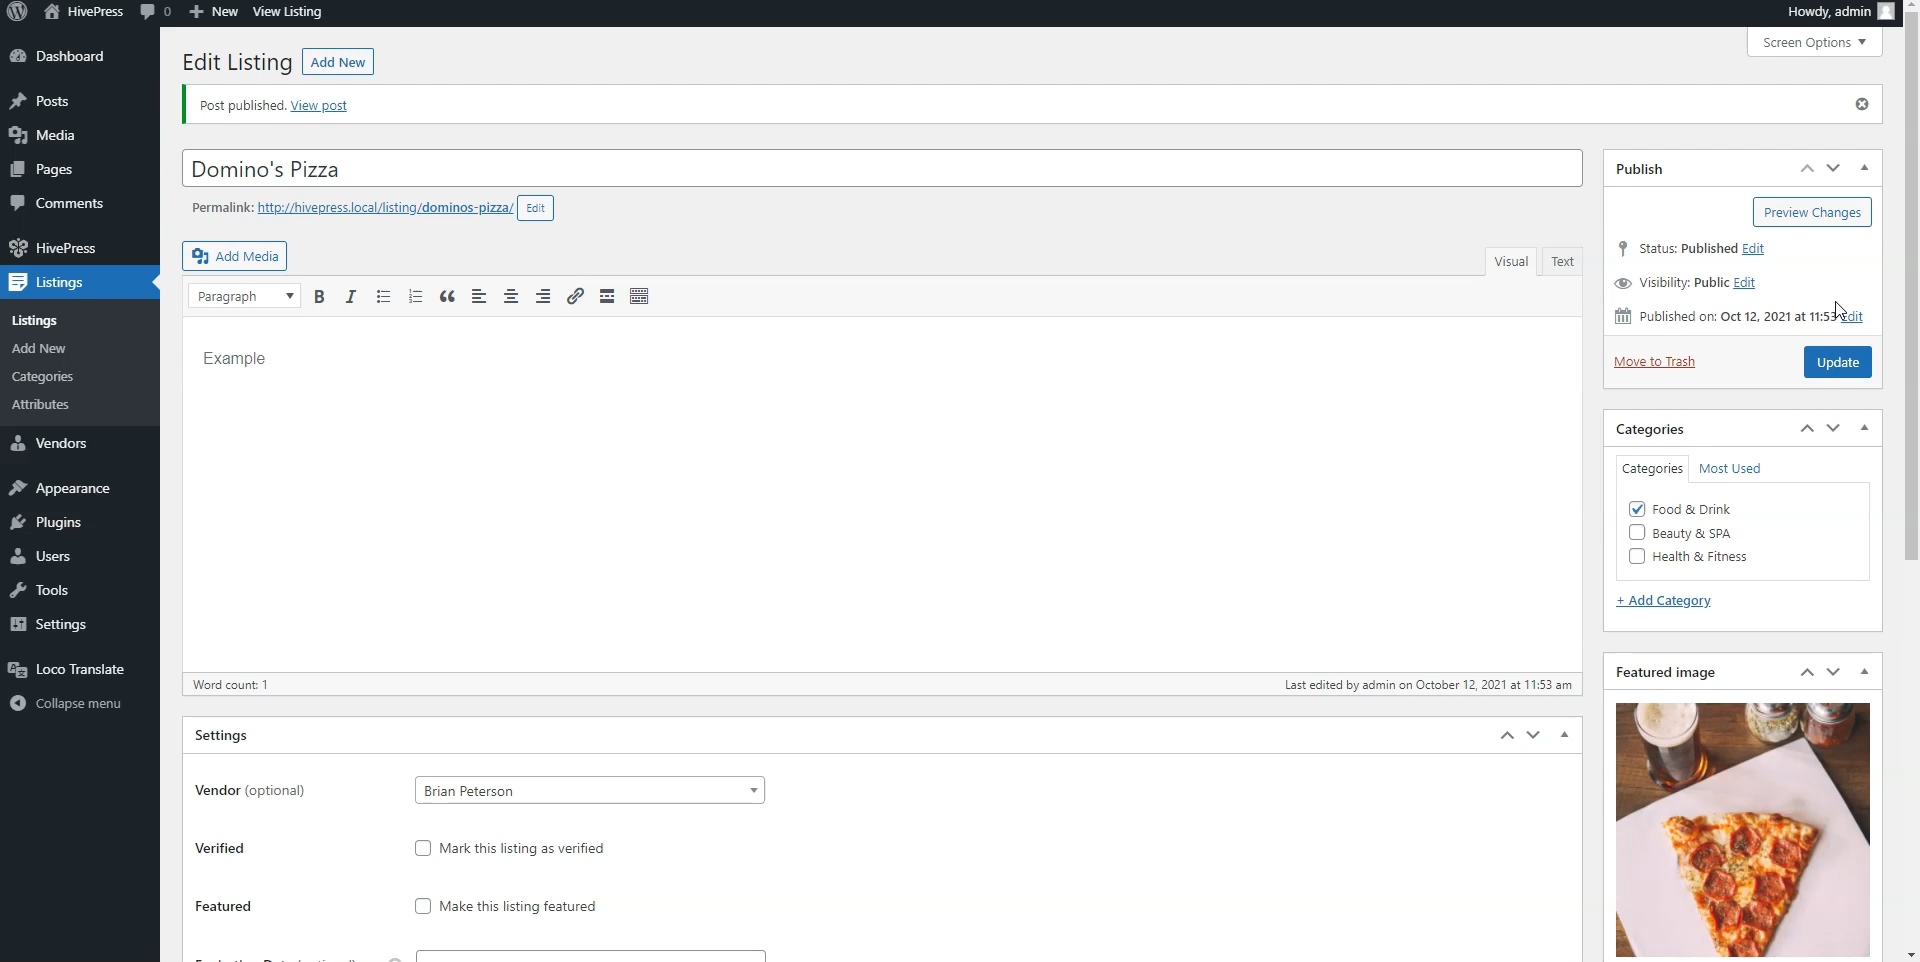 HivePress 0 New View Listing Howdy, admin
Screen Options
Dashboard
Posts
Media
Pages
Comments
HivePress
Listings
Listings
Add New
Categories
Attributes
Vendors
Appearance
Plugins
Users
Tools
Settings
Loco Translate
Collapse menu
Edit Listing Add New
Post published. View post
Domino's Pizza
Permalink: http://hivepress.local/listing/dominos-pizza/ Edit
Add Media
Visual Text
Paragraph
Example
Word count: 1 Last edited by admin on October 12, 2021 at 11:53 am
Settings
Vendor (optional) Brian Peterson
Verified Mark this listing as verified
Featured Make this listing featured
Publish
Preview Changes
Status: Published Edit
Visibility: Public Edit
Published on: Oct 12, 2021 at 11:53 Edit
Move to Trash Update
Categories
Categories Most Used
Food & Drink
Beauty & SPA
Health & Fitness
+ Add Category
Featured image